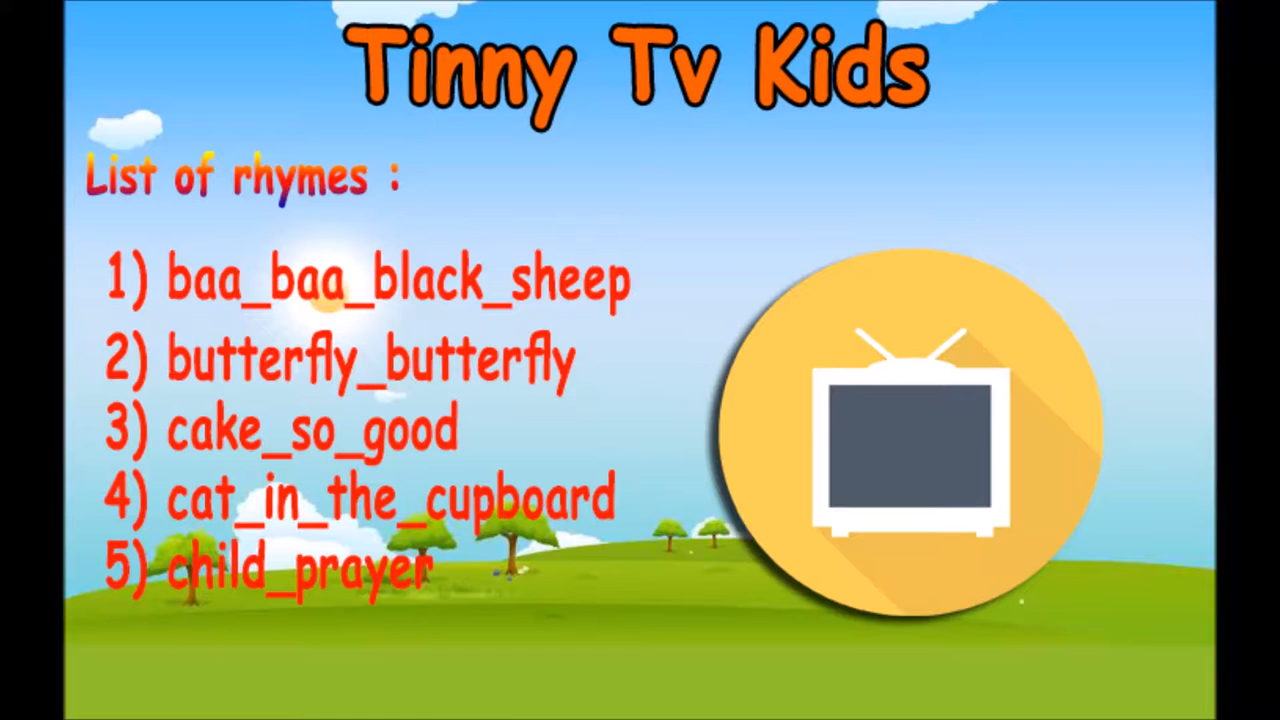 Tinny Tv Kids
List of rhymes :
1) baa_baa_black_sheep
2) butterfly_butterfly
3) cake_so_good
4) cat_in_the_cupboard
5) child_prayer